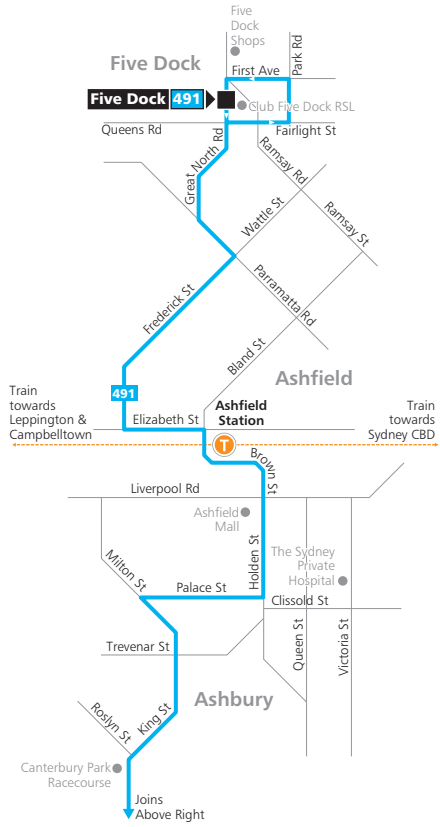 Five
Dock
Shops
Park Rd
Five Dock
First Ave
Five Dock 491
Club Five Dock RSL
Queens Rd
Fairlight St
Great North Rd
Ramsay Rd
Wattle St
Ramsay St
Parramatta Rd
Frederick St
Bland St
Ashfield
491
Train
towards
Leppington &
Campbelltown
Elizabeth St
Ashfield
Station
Train
towards
Sydney CBD
T
Brown St
Liverpool Rd
Ashfield
Mall
Holden St
The Sydney
Private
Hospital
Milton St
Palace St
Clissold St
Queen St
Victoria St
Trevenar St
Ashbury
Roslyn St
King St
Canterbury Park
Racecourse
Joins
Above Right